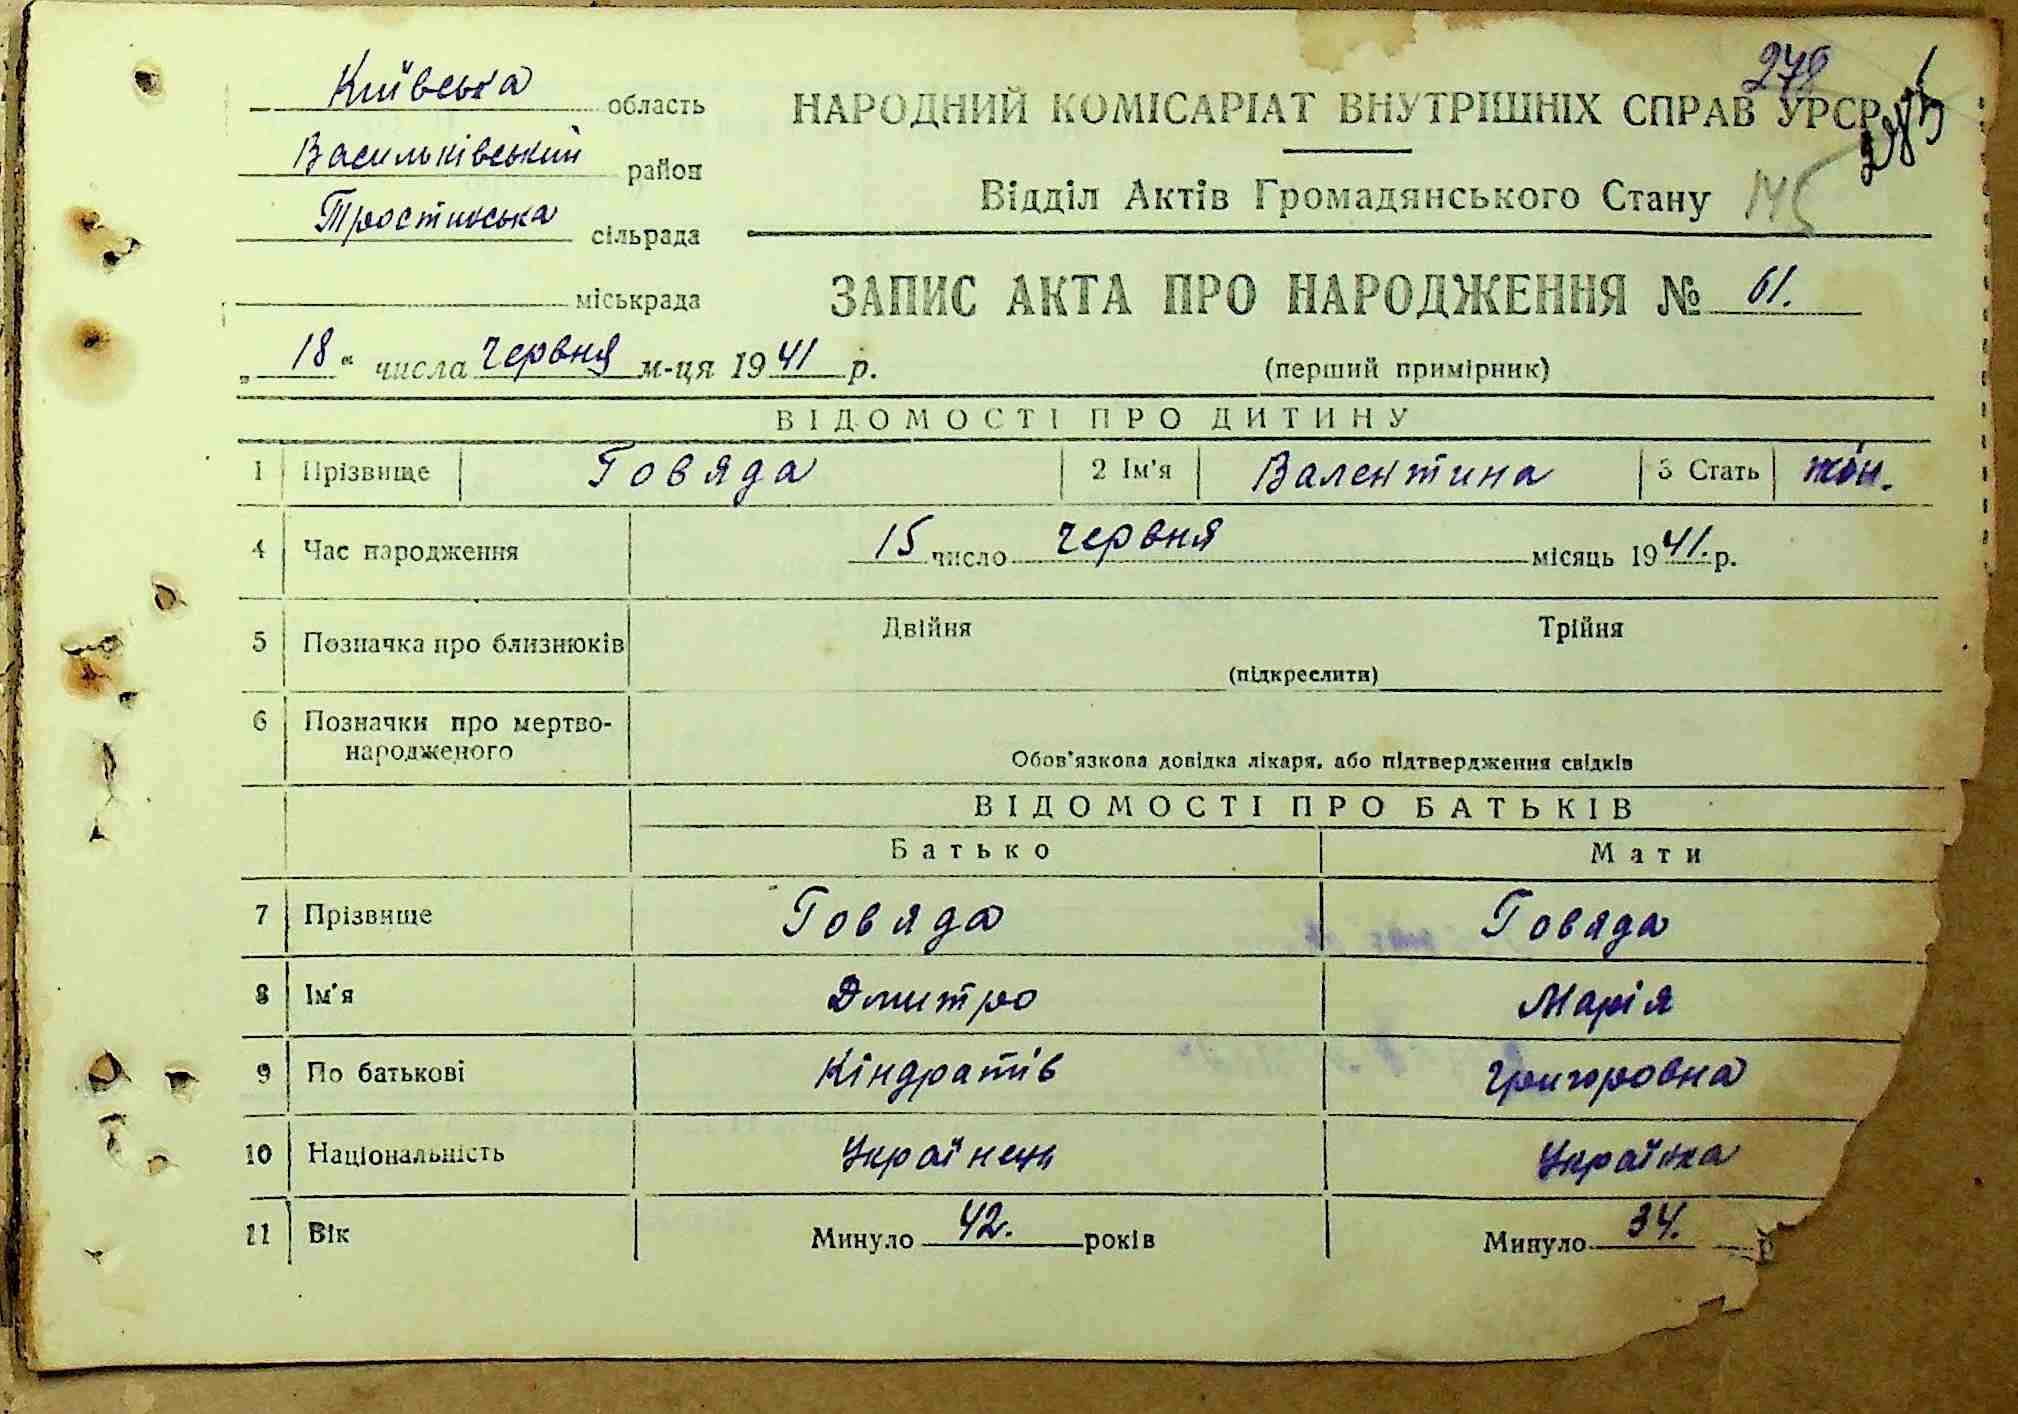 Київська область
Васильківський район
Тростинська сільрада
міськрада
279
285
145
НАРОДНИЙ КОМІСАРІАТ ВНУТРІШНІХ СПРАВ УРСР
Відділ Актів Громадянського Стану
ЗАПИС АКТА ПРО НАРОДЖЕННЯ № 61.
„18" числа червня м-ця 1941 р.
(перший примірник)
ВІДОМОСТІ ПРО ДИТИНУ
1 Прізвище Говяда 2 Ім'я Валентина 3 Стать жін.
4 Час народження 15 число червня місяць 1941. р.
5 Позначка про близнюків Двійня Трійня
(підкреслити)
6 Позначки про мертво-
народженого
Обов'язкова довідка лікаря, або підтвердження свідків
ВІДОМОСТІ ПРО БАТЬКІВ
Батько Мати
7 Прізвище Говяда Говяда
8 Ім'я Дмитро Марія
9 По батькові Кіндратів Григоровна
10 Національність Українець Українка
11 Вік Минуло 42. років Минуло 34. р